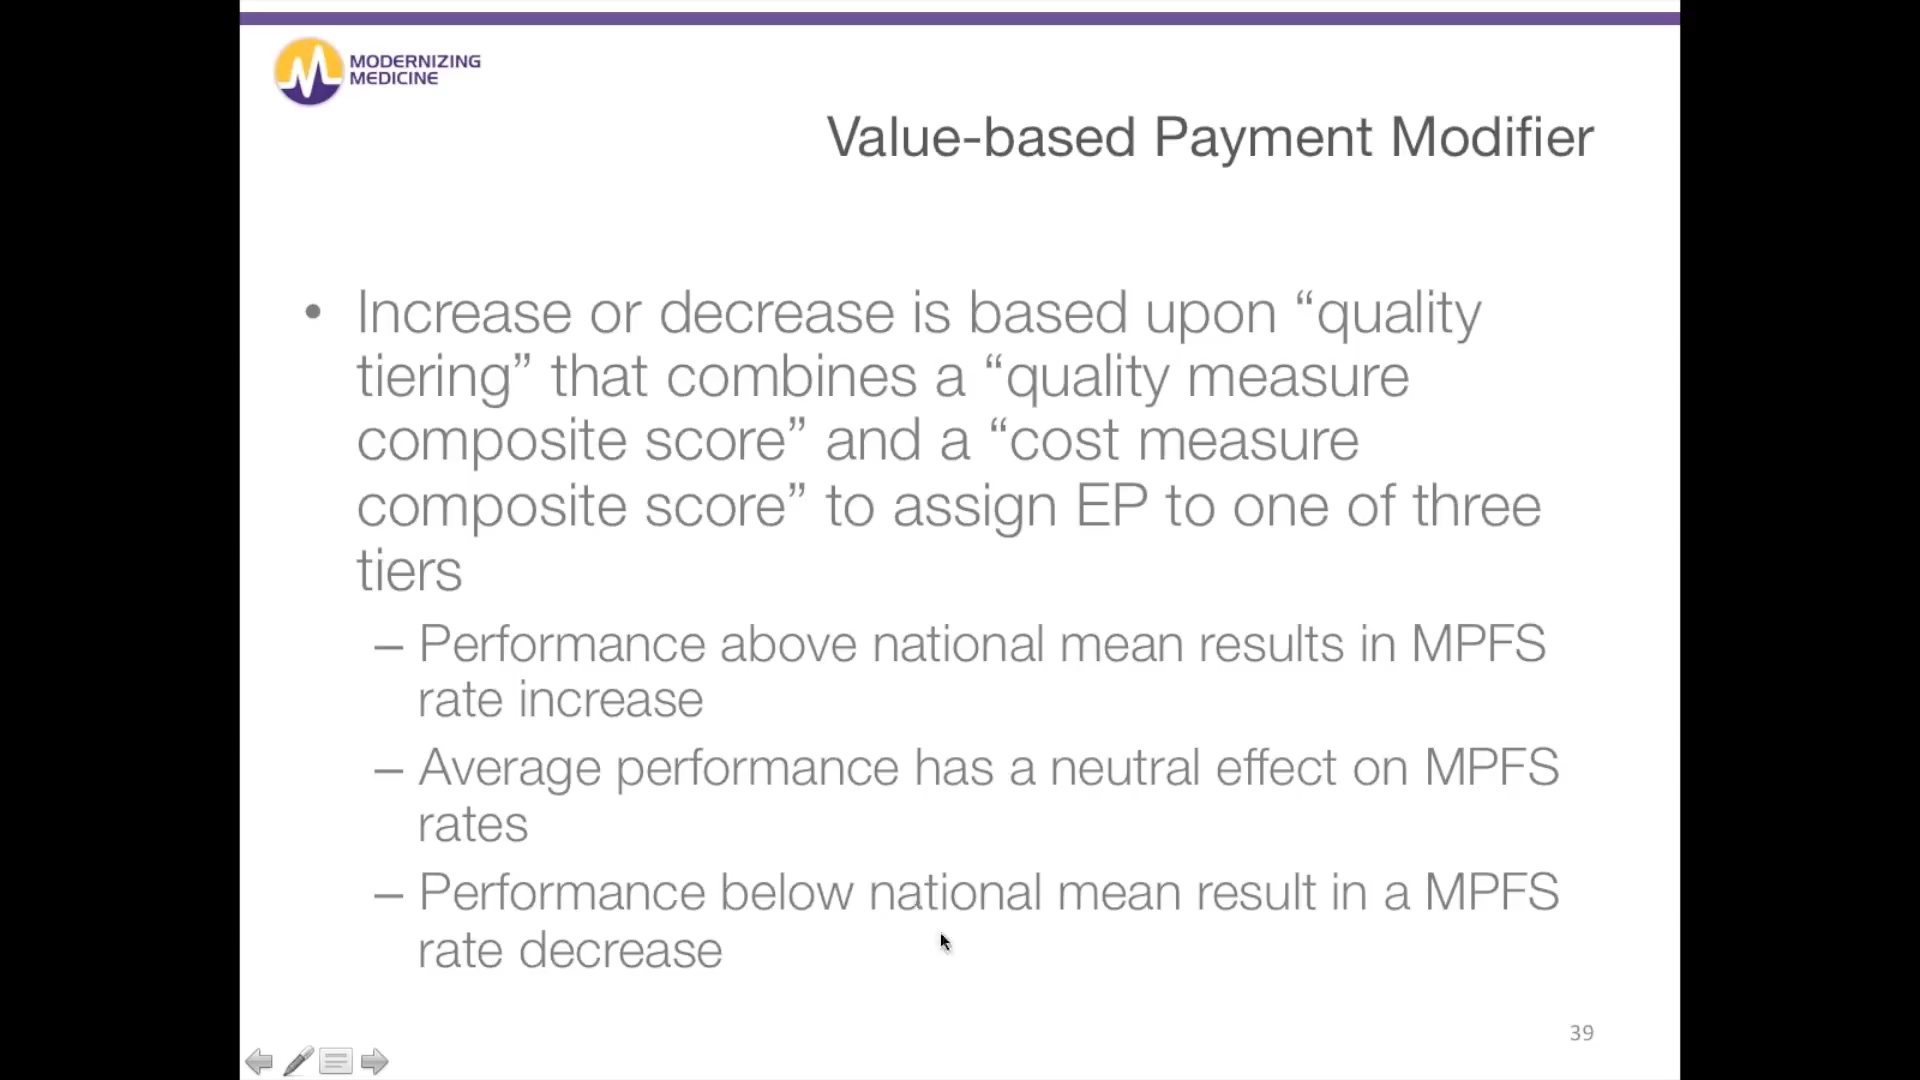 MODERNIZING
MEDICINE
Value-based Payment Modifier
• Increase or decrease is based upon “quality
tiering” that combines a “quality measure
composite score” and a “cost measure
composite score” to assign EP to one of three
tiers
– Performance above national mean results in MPFS
rate increase
– Average performance has a neutral effect on MPFS
rates
– Performance below national mean result in a MPFS
rate decrease
39